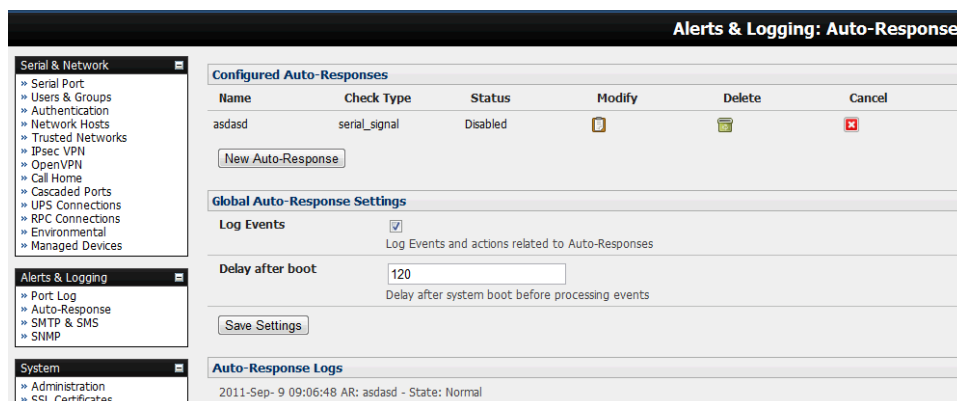 Alerts & Logging: Auto-Response
Serial & Network
» Serial Port
» Users & Groups
» Authentication
» Network Hosts
» Trusted Networks
» IPsec VPN
» OpenVPN
» Call Home
» Cascaded Ports
» UPS Connections
» RPC Connections
» Environmental
» Managed Devices
Alerts & Logging
» Port Log
» Auto-Response
» SMTP & SMS
» SNMP
System
» Administration
» SSL Certificates
Configured Auto-Responses
Name Check Type Status Modify Delete Cancel
asdasd serial_signal Disabled
New Auto-Response
Global Auto-Response Settings
Log Events
Log Events and actions related to Auto-Responses
Delay after boot 120
Delay after system boot before processing events
Save Settings
Auto-Response Logs
2011-Sep- 9 09:06:48 AR: asdasd - State: Normal